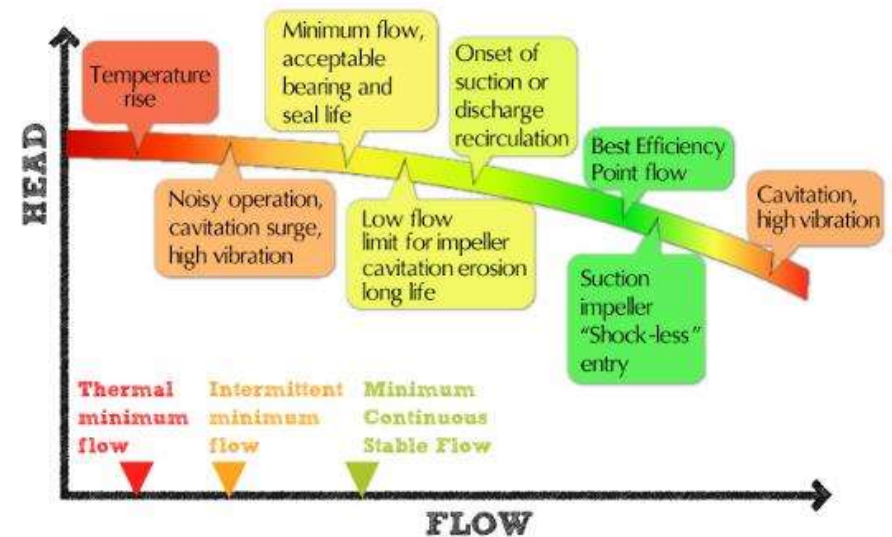 HEAD
Temperature
rise
Minimum flow,
acceptable
bearing and
seal life
Onset of
suction or
discharge
recirculation
Best Efficiency
Point flow
Cavitation,
high vibration
Noisy operation,
cavitation surge,
high vibration
Low flow
limit for impeller
cavitation erosion
long life
Suction
impeller
“Shock-less”
entry
Thermal
minimum
flow
Intermittent
minimum
flow
Minimum
Continuous
Stable Flow
FLOW